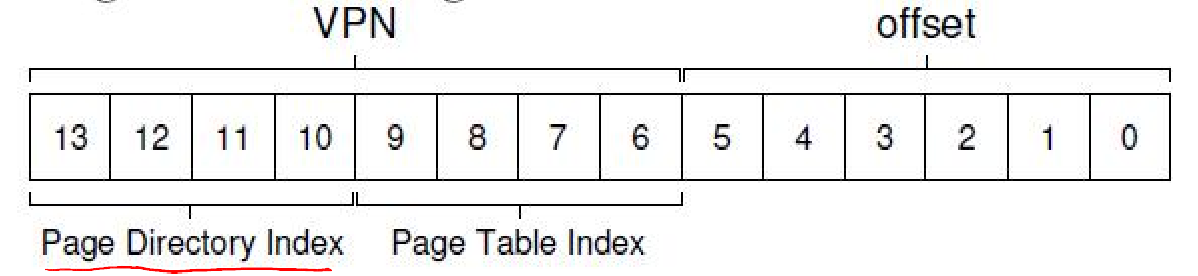 VPN offset
13 12 11 10 9 8 7 6 5 4 3 2 1 0
Page Directory Index Page Table Index